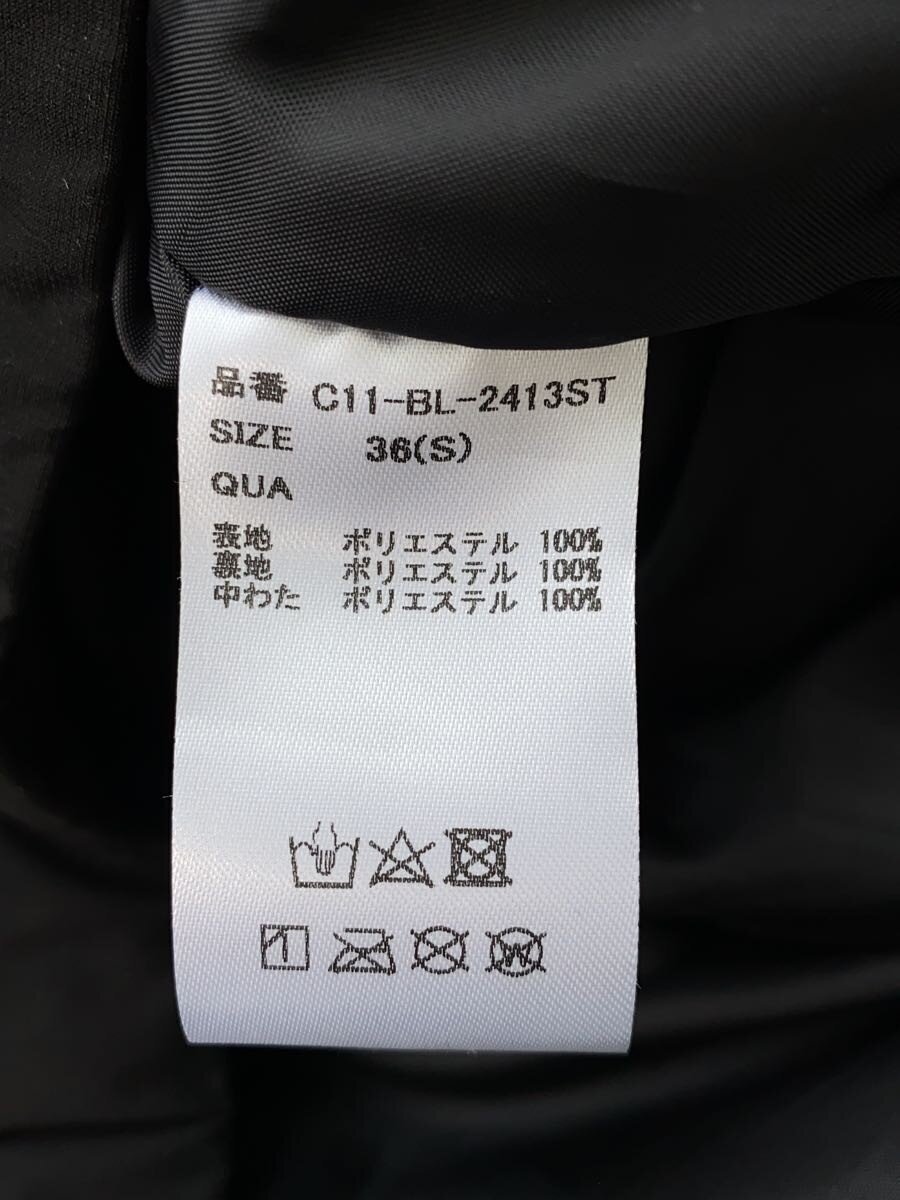 品番 C11-BL-2413ST
SIZE 36(S)
QUA
表地 ポリエステル 100%
裏地 ポリエステル 100%
中わた ポリエステル 100%
W